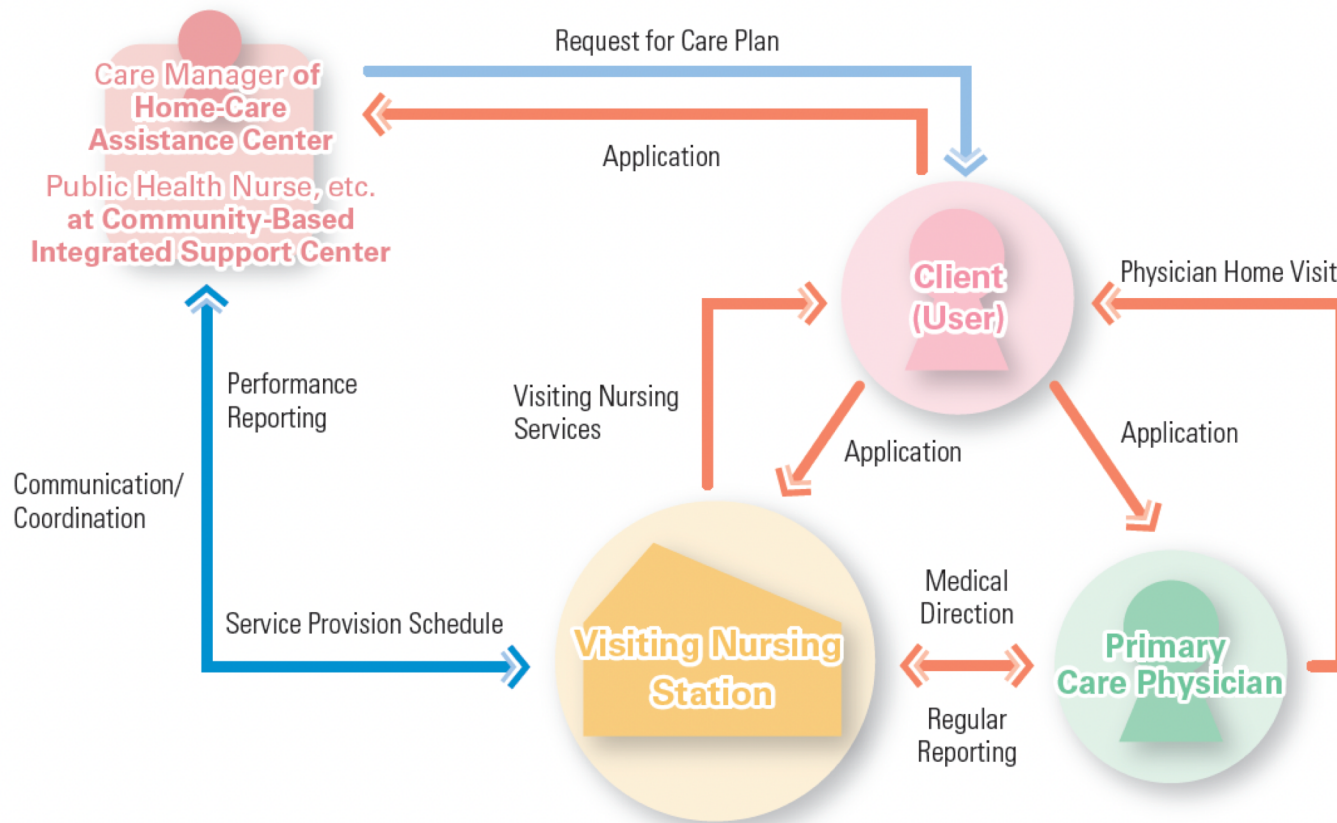 Request for Care Plan
Care Manager of
Home-Care
Assistance Center
Public Health Nurse, etc.
at Community-Based
Integrated Support Center
Application
Client
(User)
Physician Home Visit
Performance
Reporting
Visiting Nursing
Services
Application
Application
Communication/
Coordination
Service Provision Schedule
Visiting Nursing
Station
Medical
Direction
Regular
Reporting
Primary
Care Physician